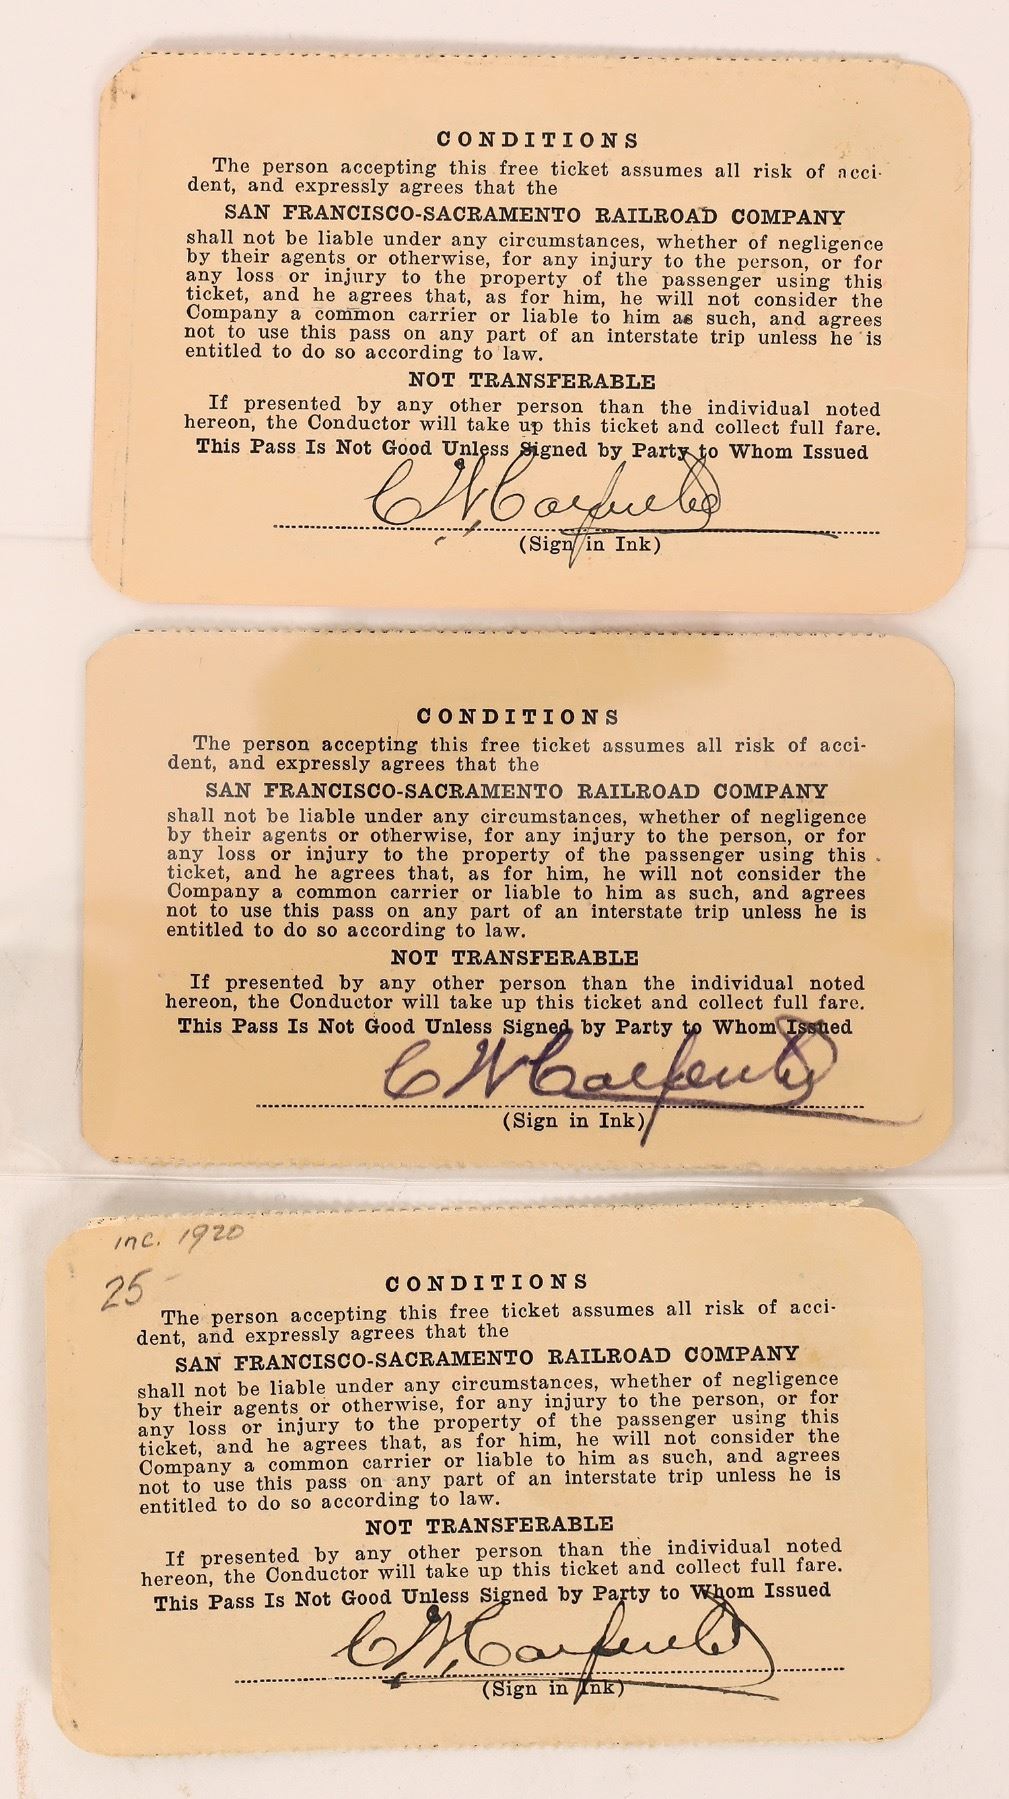 CONDITIONS
The person accepting this free ticket assumes all risk of acci-
dent, and expressly agrees that the
SAN FRANCISCO-SACRAMENTO RAILROAD COMPANY
shall not be liable under any circumstances, whether of negligence
by their agents or otherwise, for any injury to the person, or for
any loss or injury to the property of the passenger using this
ticket, and he agrees that, as for him, he will not consider the
Company a common carrier or liable to him as such, and agrees
not to use this pass on any part of an interstate trip unless he is
entitled to do so according to law.
NOT TRANSFERABLE
If presented by any other person than the individual noted
hereon, the Conductor will take up this ticket and collect full fare.
This Pass Is Not Good Unless Signed by Party to Whom Issued
C. W. Carpenter
(Sign in Ink)
CONDITIONS
The person accepting this free ticket assumes all risk of acci-
dent, and expressly agrees that the
SAN FRANCISCO-SACRAMENTO RAILROAD COMPANY
shall not be liable under any circumstances, whether of negligence
by their agents or otherwise, for any injury to the person, or for
any loss or injury to the property of the passenger using this
ticket, and he agrees that, as for him, he will not consider the
Company a common carrier or liable to him as such, and agrees
not to use this pass on any part of an interstate trip unless he is
entitled to do so according to law.
NOT TRANSFERABLE
If presented by any other person than the individual noted
hereon, the Conductor will take up this ticket and collect full fare.
This Pass Is Not Good Unless Signed by Party to Whom Issued
C W Carpenter
(Sign in Ink)
inc. 1920
25-
CONDITIONS
The person accepting this free ticket assumes all risk of acci-
dent, and expressly agrees that the
SAN FRANCISCO-SACRAMENTO RAILROAD COMPANY
shall not be liable under any circumstances, whether of negligence
by their agents or otherwise, for any injury to the person, or for
any loss or injury to the property of the passenger using this
ticket, and he agrees that, as for him, he will not consider the
Company a common carrier or liable to him as such, and agrees
not to use this pass on any part of an interstate trip unless he is
entitled to do so according to law.
NOT TRANSFERABLE
If presented by any other person than the individual noted
hereon, the Conductor will take up this ticket and collect full fare.
This Pass Is Not Good Unless Signed by Party to Whom Issued
C. W. Carpenter
(Sign in Ink)